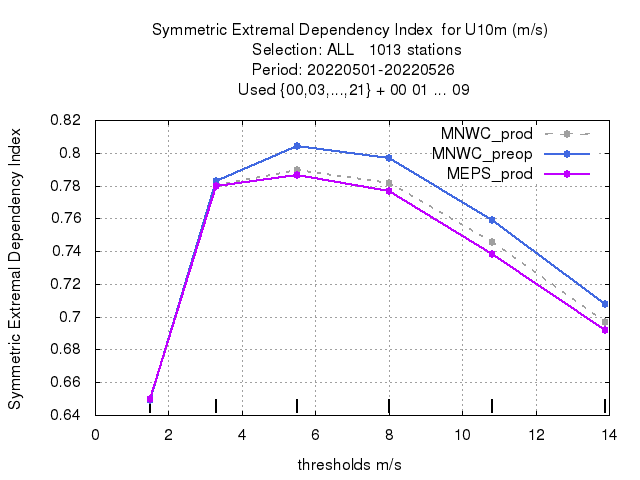 Symmetric Extremal Dependency Index  for U10m (m/s)
Selection: ALL   1013 stations
Period: 20220501-20220526
Used {00,03,...,21} + 00 01 ... 09
MNWC_prod
MNWC_preop
MEPS_prod
Symmetric Extremal Dependency Index
0.82
0.8
0.78
0.76
0.74
0.72
0.7
0.68
0.66
0.64
0 2 4 6 8 10 12 14
thresholds m/s